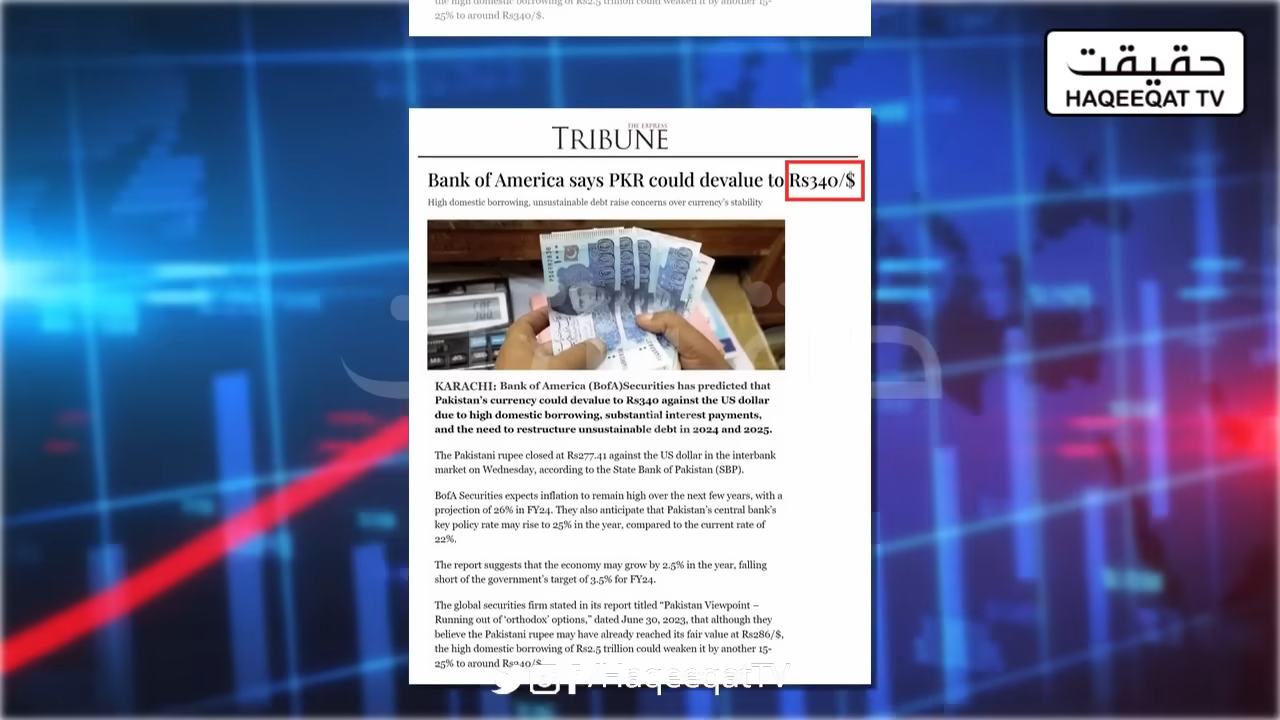 the high domestic borrowing of Rs2.5 trillion could weaken it by another 15-
25% to around Rs340/$.
حقیقت
HAQEEQAT TV
THE EXPRESS
TRIBUNE
Bank of America says PKR could devalue to Rs340/$
High domestic borrowing, unsustainable debt raise concerns over currency's stability
KARACHI: Bank of America (BofA)Securities has predicted that
Pakistan's currency could devalue to Rs340 against the US dollar
due to high domestic borrowing, substantial interest payments,
and the need to restructure unsustainable debt in 2024 and 2025.
The Pakistani rupee closed at Rs277.41 against the US dollar in the interbank
market on Wednesday, according to the State Bank of Pakistan (SBP).
BofA Securities expects inflation to remain high over the next few years, with a
projection of 26% in FY24. They also anticipate that Pakistan's central bank's
key policy rate may rise to 25% in the year, compared to the current rate of
22%.
The report suggests that the economy may grow by 2.5% in the year, falling
short of the government's target of 3.5% for FY24.
The global securities firm stated in its report titled “Pakistan Viewpoint –
Running out of ‘orthodox’ options,” dated June 30, 2023, that although they
believe the Pakistani rupee may have already reached its fair value at Rs286/$,
the high domestic borrowing of Rs2.5 trillion could weaken it by another 15-
25% to around Rs340/$
/HaqeeqatTV